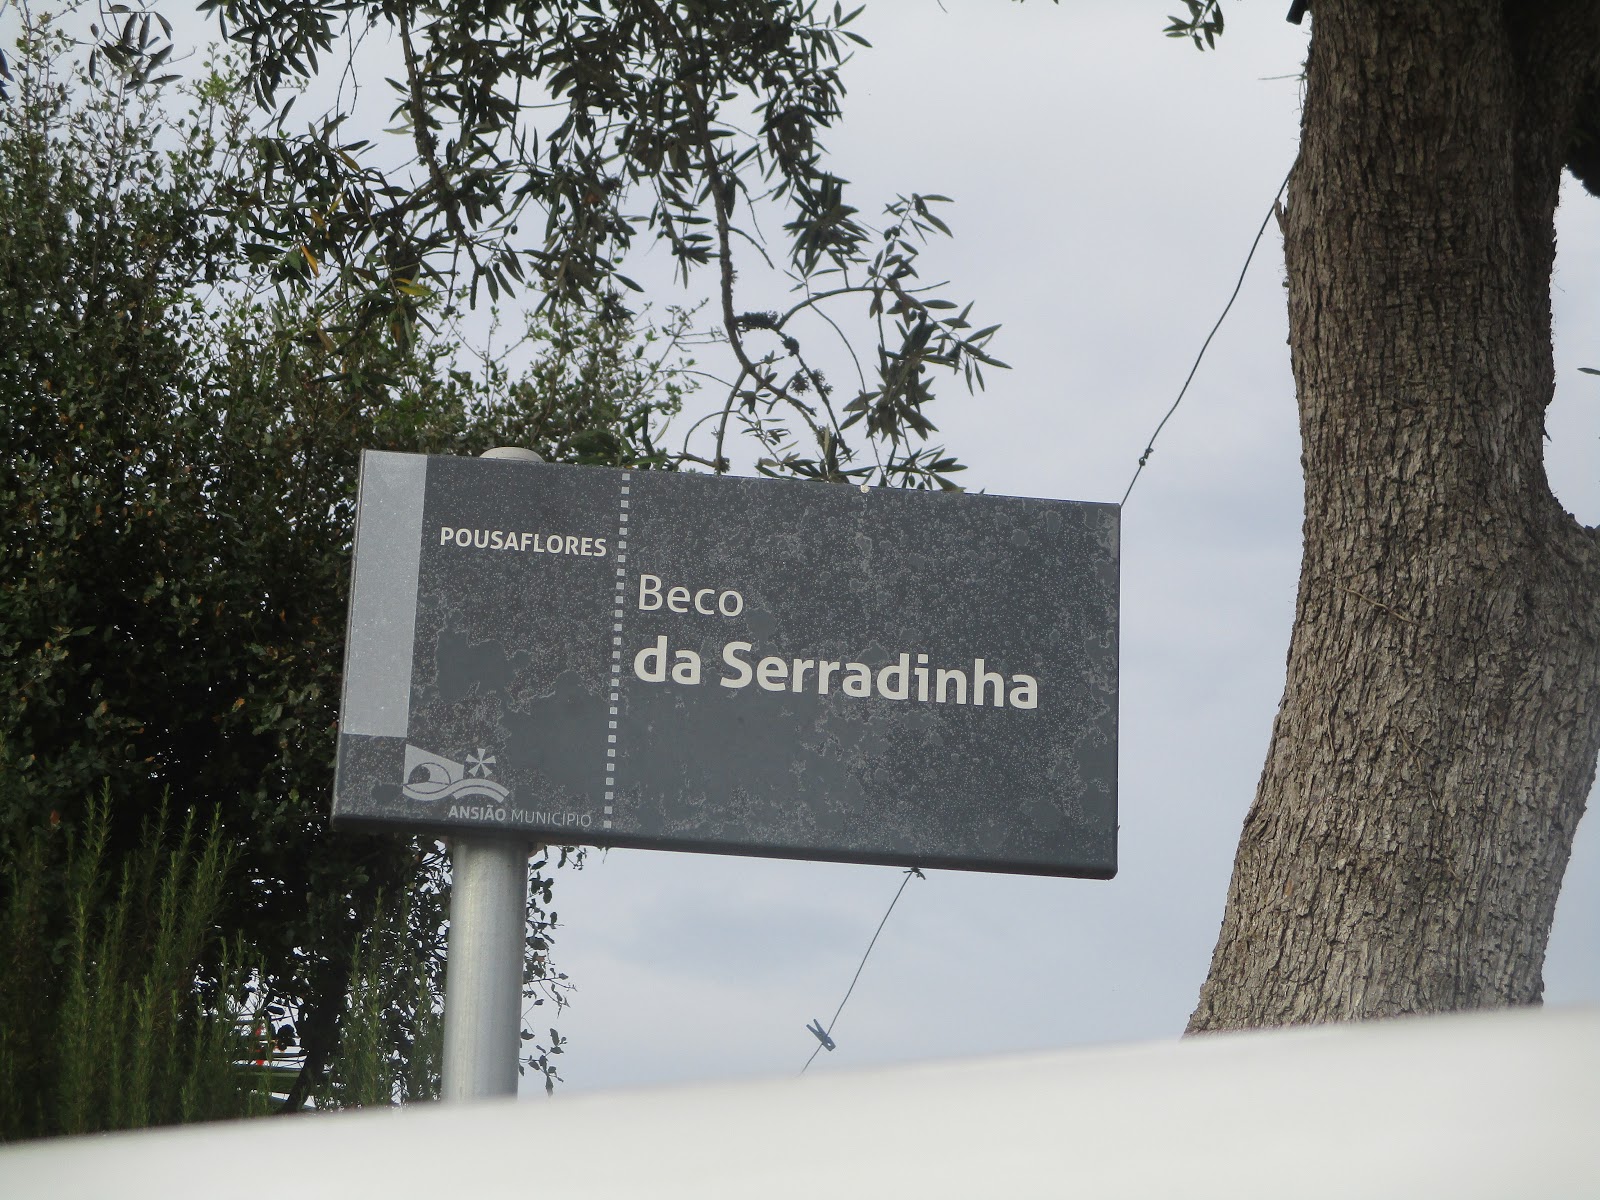 POUSAFLORES
Beco
da Serradinha
ANSIÃO MUNICÍPIO